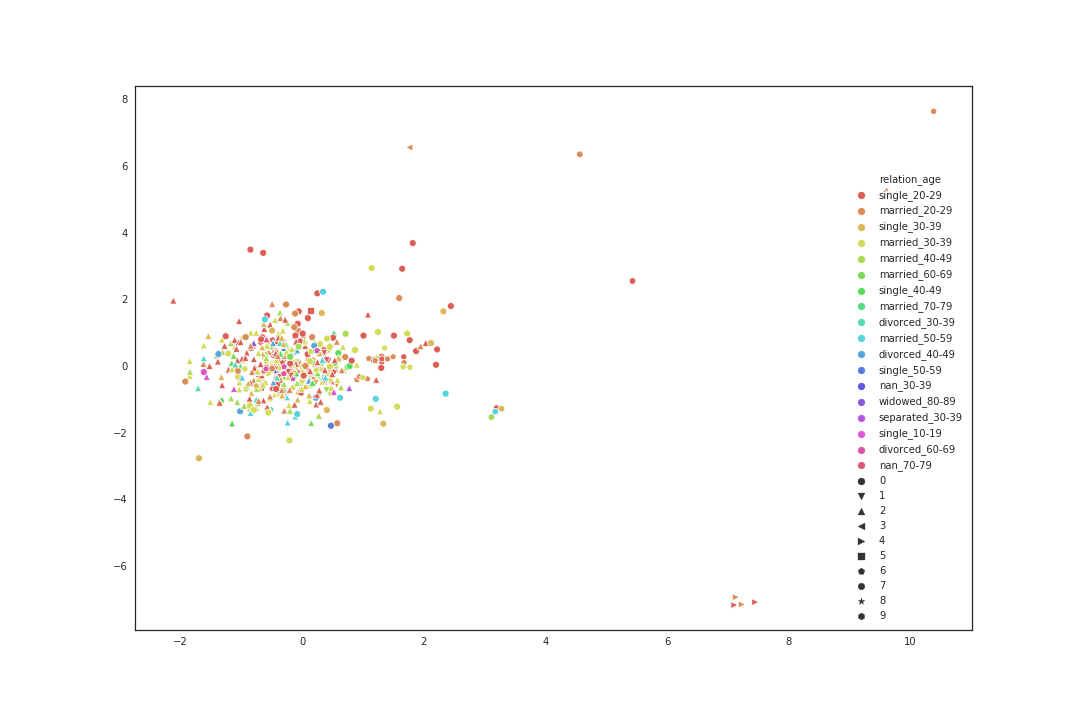 8
6
4
2
0
−2
−4
−6
−2
0
2
4
6
8
10
relation_age
single_20-29
married_20-29
single_30-39
married_30-39
married_40-49
married_60-69
single_40-49
married_70-79
divorced_30-39
married_50-59
divorced_40-49
single_50-59
nan_30-39
widowed_80-89
separated_30-39
single_10-19
divorced_60-69
nan_70-79
0
1
2
3
4
5
6
7
8
9